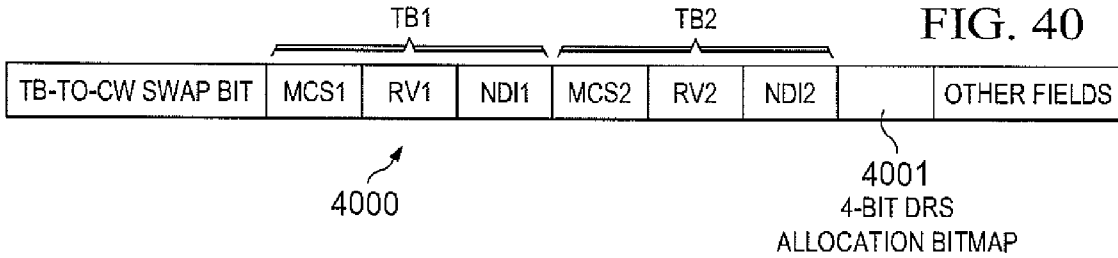 FIG. 40
TB1 TB2
TB-TO-CW SWAP BIT MCS1 RV1 NDI1 MCS2 RV2 NDI2 OTHER FIELDS
4000
4001
4-BIT DRS
ALLOCATION BITMAP